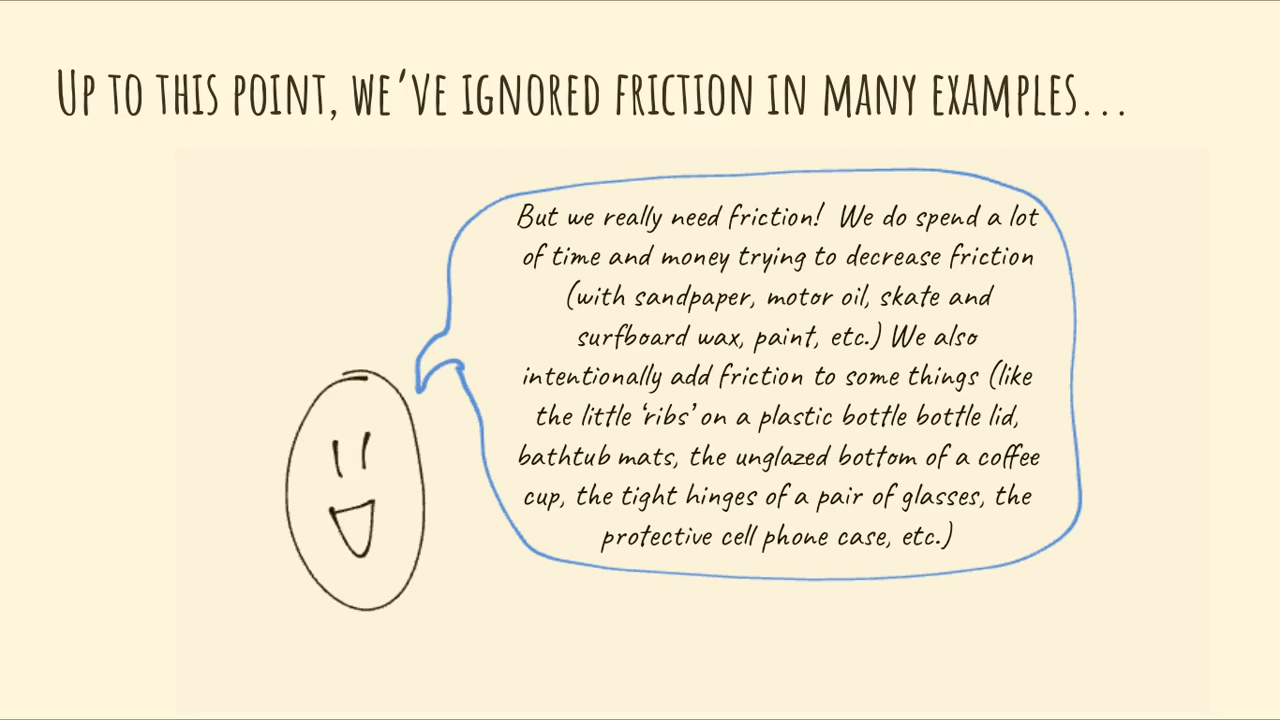 Up to this point, we've ignored friction in many examples...
But we really need friction! We do spend a lot
of time and money trying to decrease friction
(with sandpaper, motor oil, skate and
surfboard wax, paint, etc.) We also
intentionally add friction to some things (like
the little 'ribs' on a plastic bottle bottle lid,
bathtub mats, the unglazed bottom of a coffee
cup, the tight hinges of a pair of glasses, the
protective cell phone case, etc.)